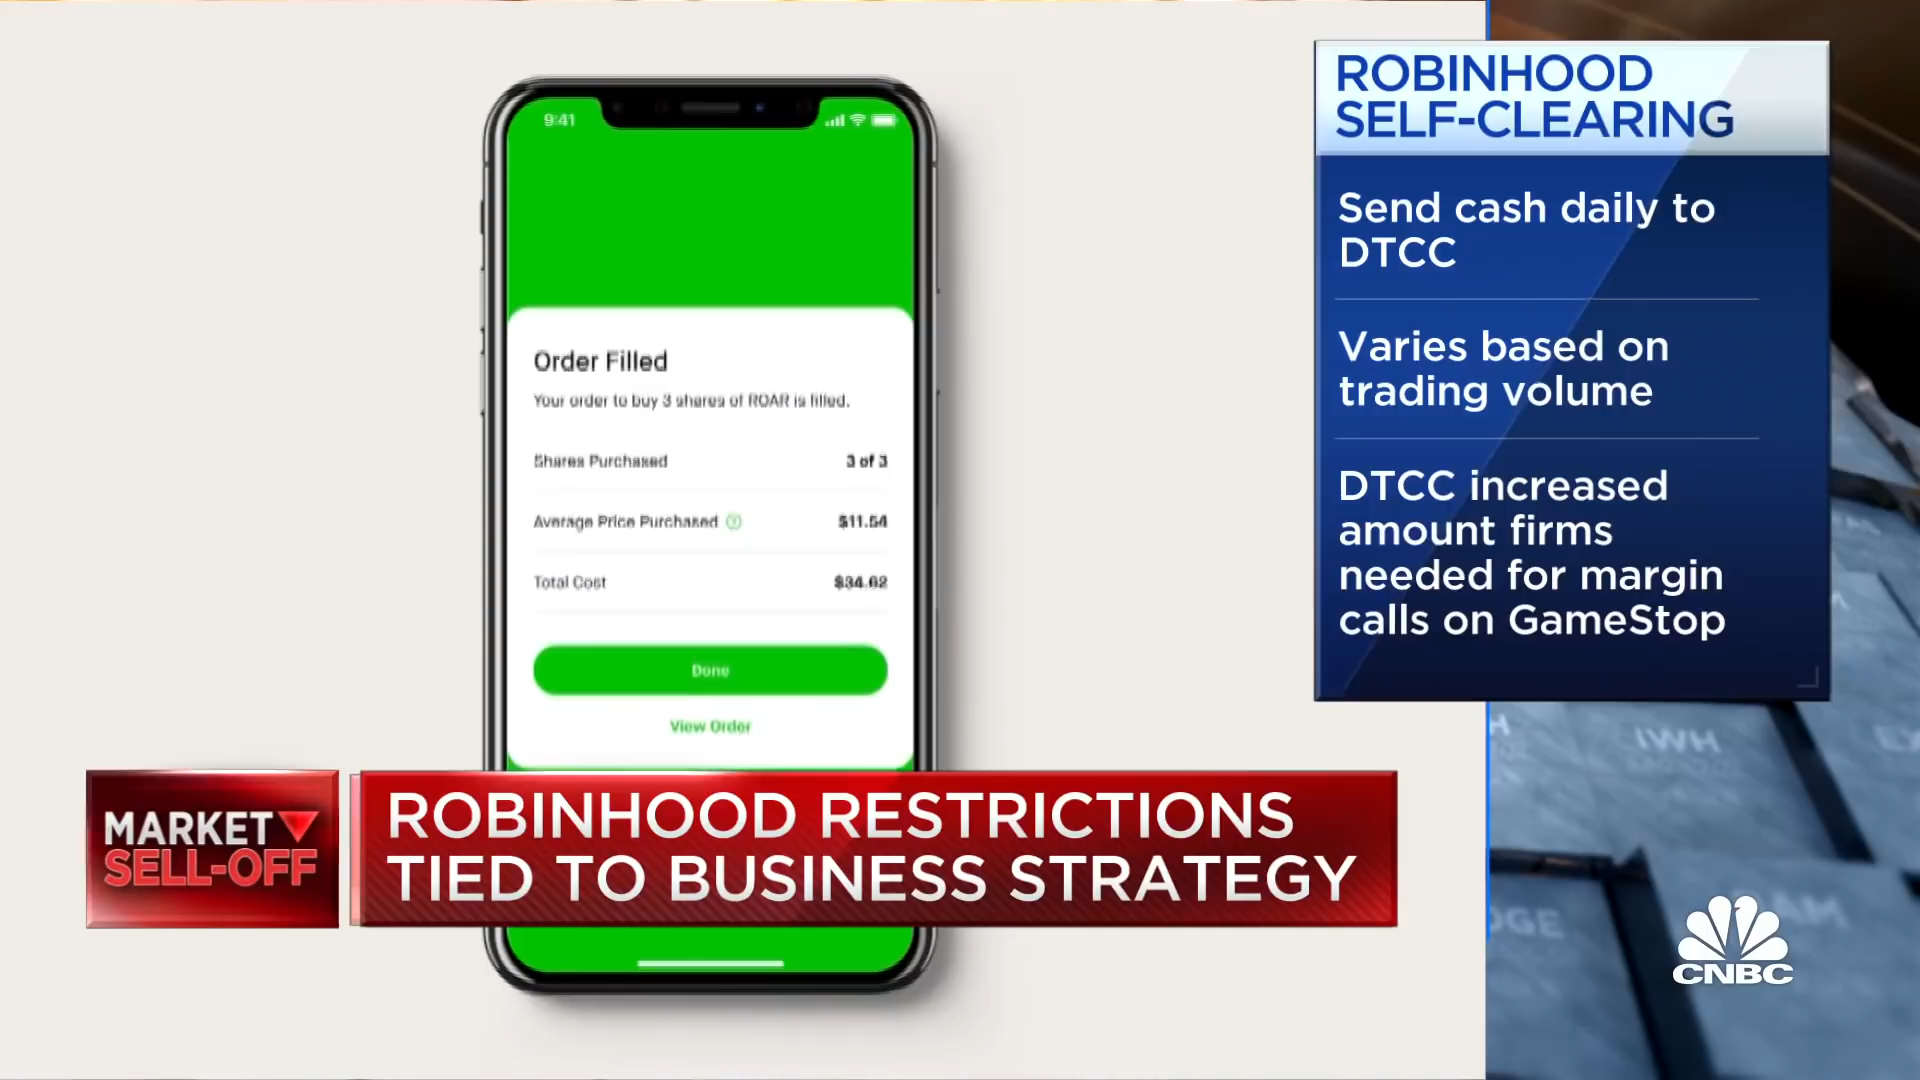 9:41
Order Filled
Your order to buy 3 shares of ROAR is filled.
Shares Purchased 3 of 3
Average Price Purchased $11.54
Total Cost $34.62
Done
View Order
ROBINHOOD
SELF-CLEARING
Send cash daily to
DTCC
Varies based on
trading volume
DTCC increased
amount firms
needed for margin
calls on GameStop
MARKET
SELL-OFF
ROBINHOOD RESTRICTIONS
TIED TO BUSINESS STRATEGY
IWH
CNBC